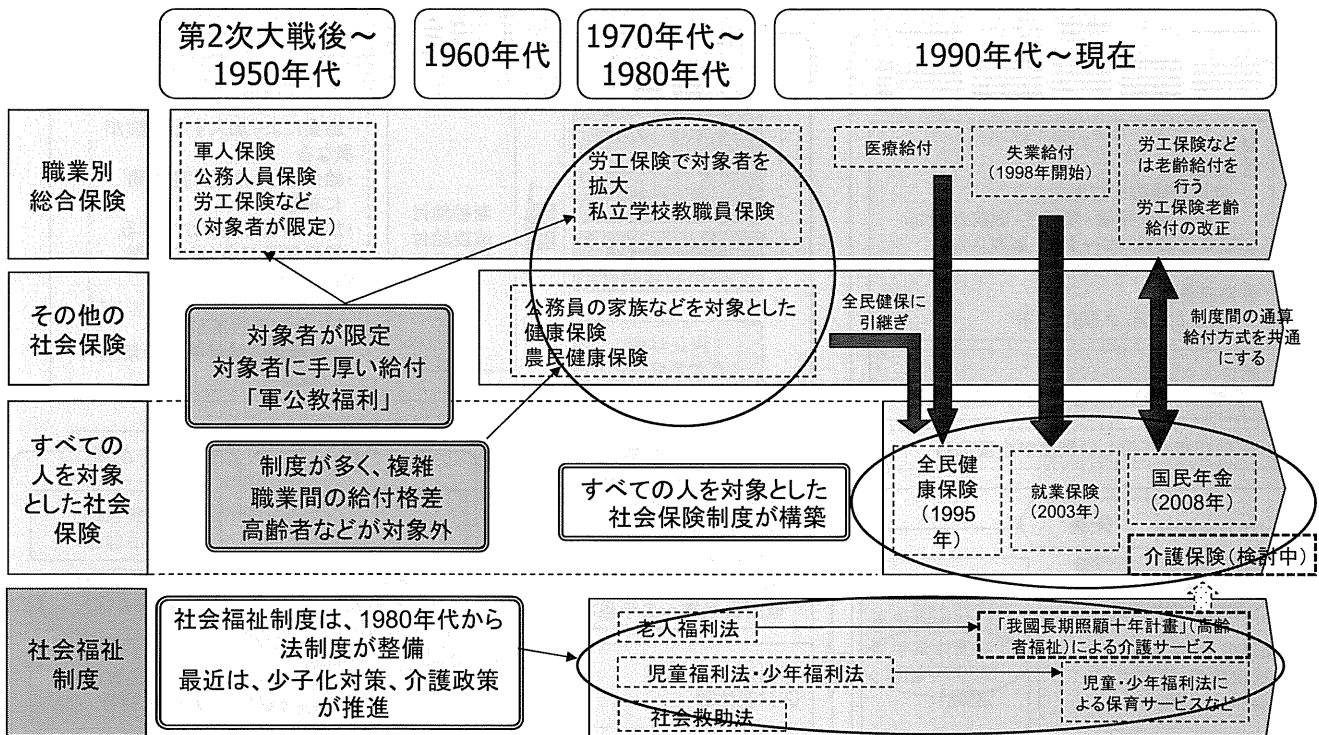 第2次大戦後～
1950年代
1960年代
1970年代～
1980年代
1990年代～現在
職業別
総合保険
軍人保険
公務人員保険
労工保険など
(対象者が限定)
労工保険で対象者を
拡大
私立学校教職員保険
医療給付
失業給付
(1998年開始)
労工保険など
は老齢給付を
行う
労工保険老齢
給付の改正
その他の
社会保険
対象者が限定
対象者に手厚い給付
「軍公教福利」
公務員の家族などを対象とした
健康保険
農民健康保険
全民健保に
引継ぎ
制度間の通算
給付方式を共通
にする
すべての
人を対象
とした社会
保険
制度が多く、複雑
職業間の給付格差
高齢者などが対象外
すべての人を対象とした
社会保険制度が構築
全民健
康保険
(1995
年)
就業保険
(2003年)
国民年金
(2008年)
介護保険(検討中)
社会福祉
制度
社会福祉制度は、1980年代から
法制度が整備
最近は、少子化対策、介護政策
が推進
老人福利法
「我國長期照顧十年計畫」(高齢
者福祉)による介護サービス
児童福利法・少年福利法
児童・少年福利法に
よる保育サービスなど
社会救助法